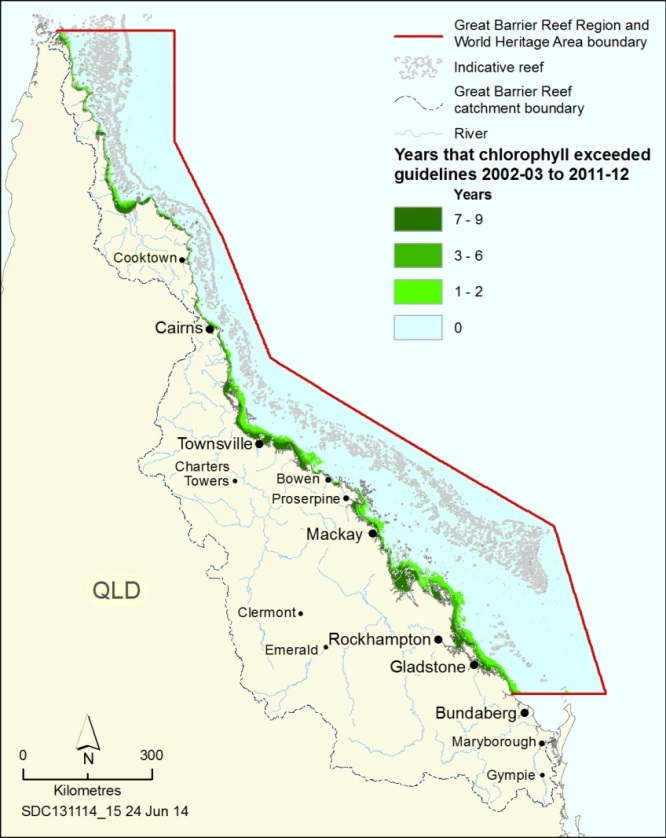 Great Barrier Reef Region and
World Heritage Area boundary
Indicative reef
Great Barrier Reef
catchment boundary
River
Years that chlorophyll exceeded
guidelines 2002-03 to 2011-12
Years
7 - 9
3 - 6
1 - 2
0
Cooktown
Cairns
Townsville
Charters
Towers
Bowen
Proserpine
Mackay
QLD
Clermont
Emerald
Rockhampton
Gladstone
Bundaberg
Maryborough
Gympie
N
0 300
Kilometres
SDC131114_15 24 Jun 14